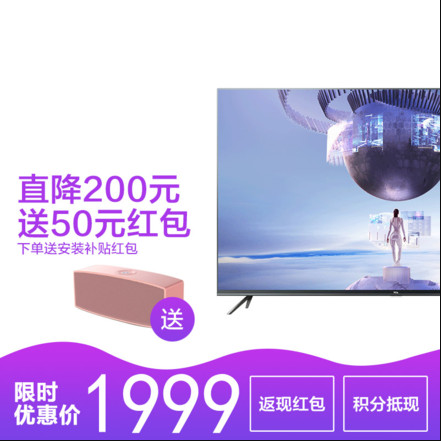 直降200元
送50元红包
下单送安装补贴红包
送
限时
优惠价
1999
返现红包
积分抵现